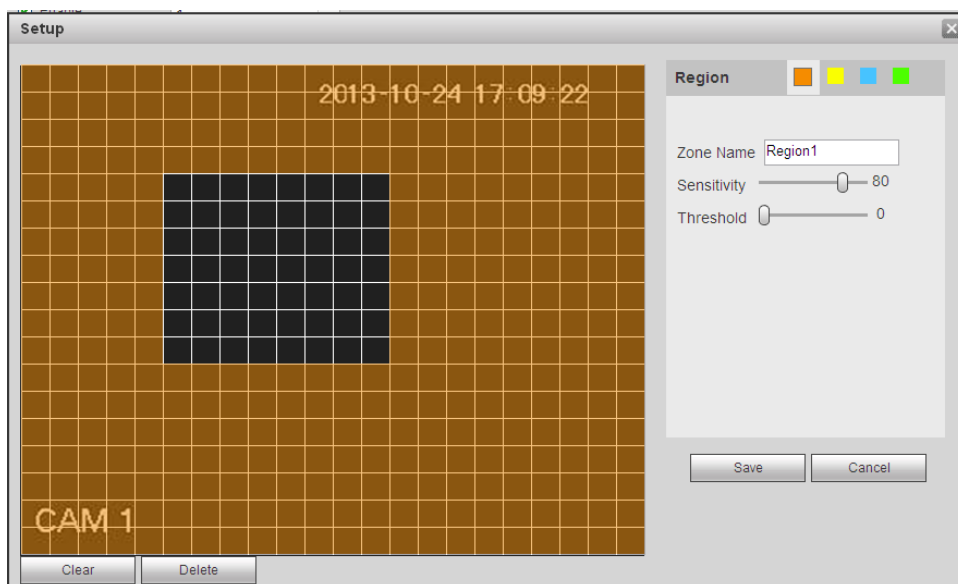 Setup
2013-10-24 17:09:22
Region
Zone Name Region1
Sensitivity 80
Threshold 0
Save Cancel
CAM 1
Clear Delete